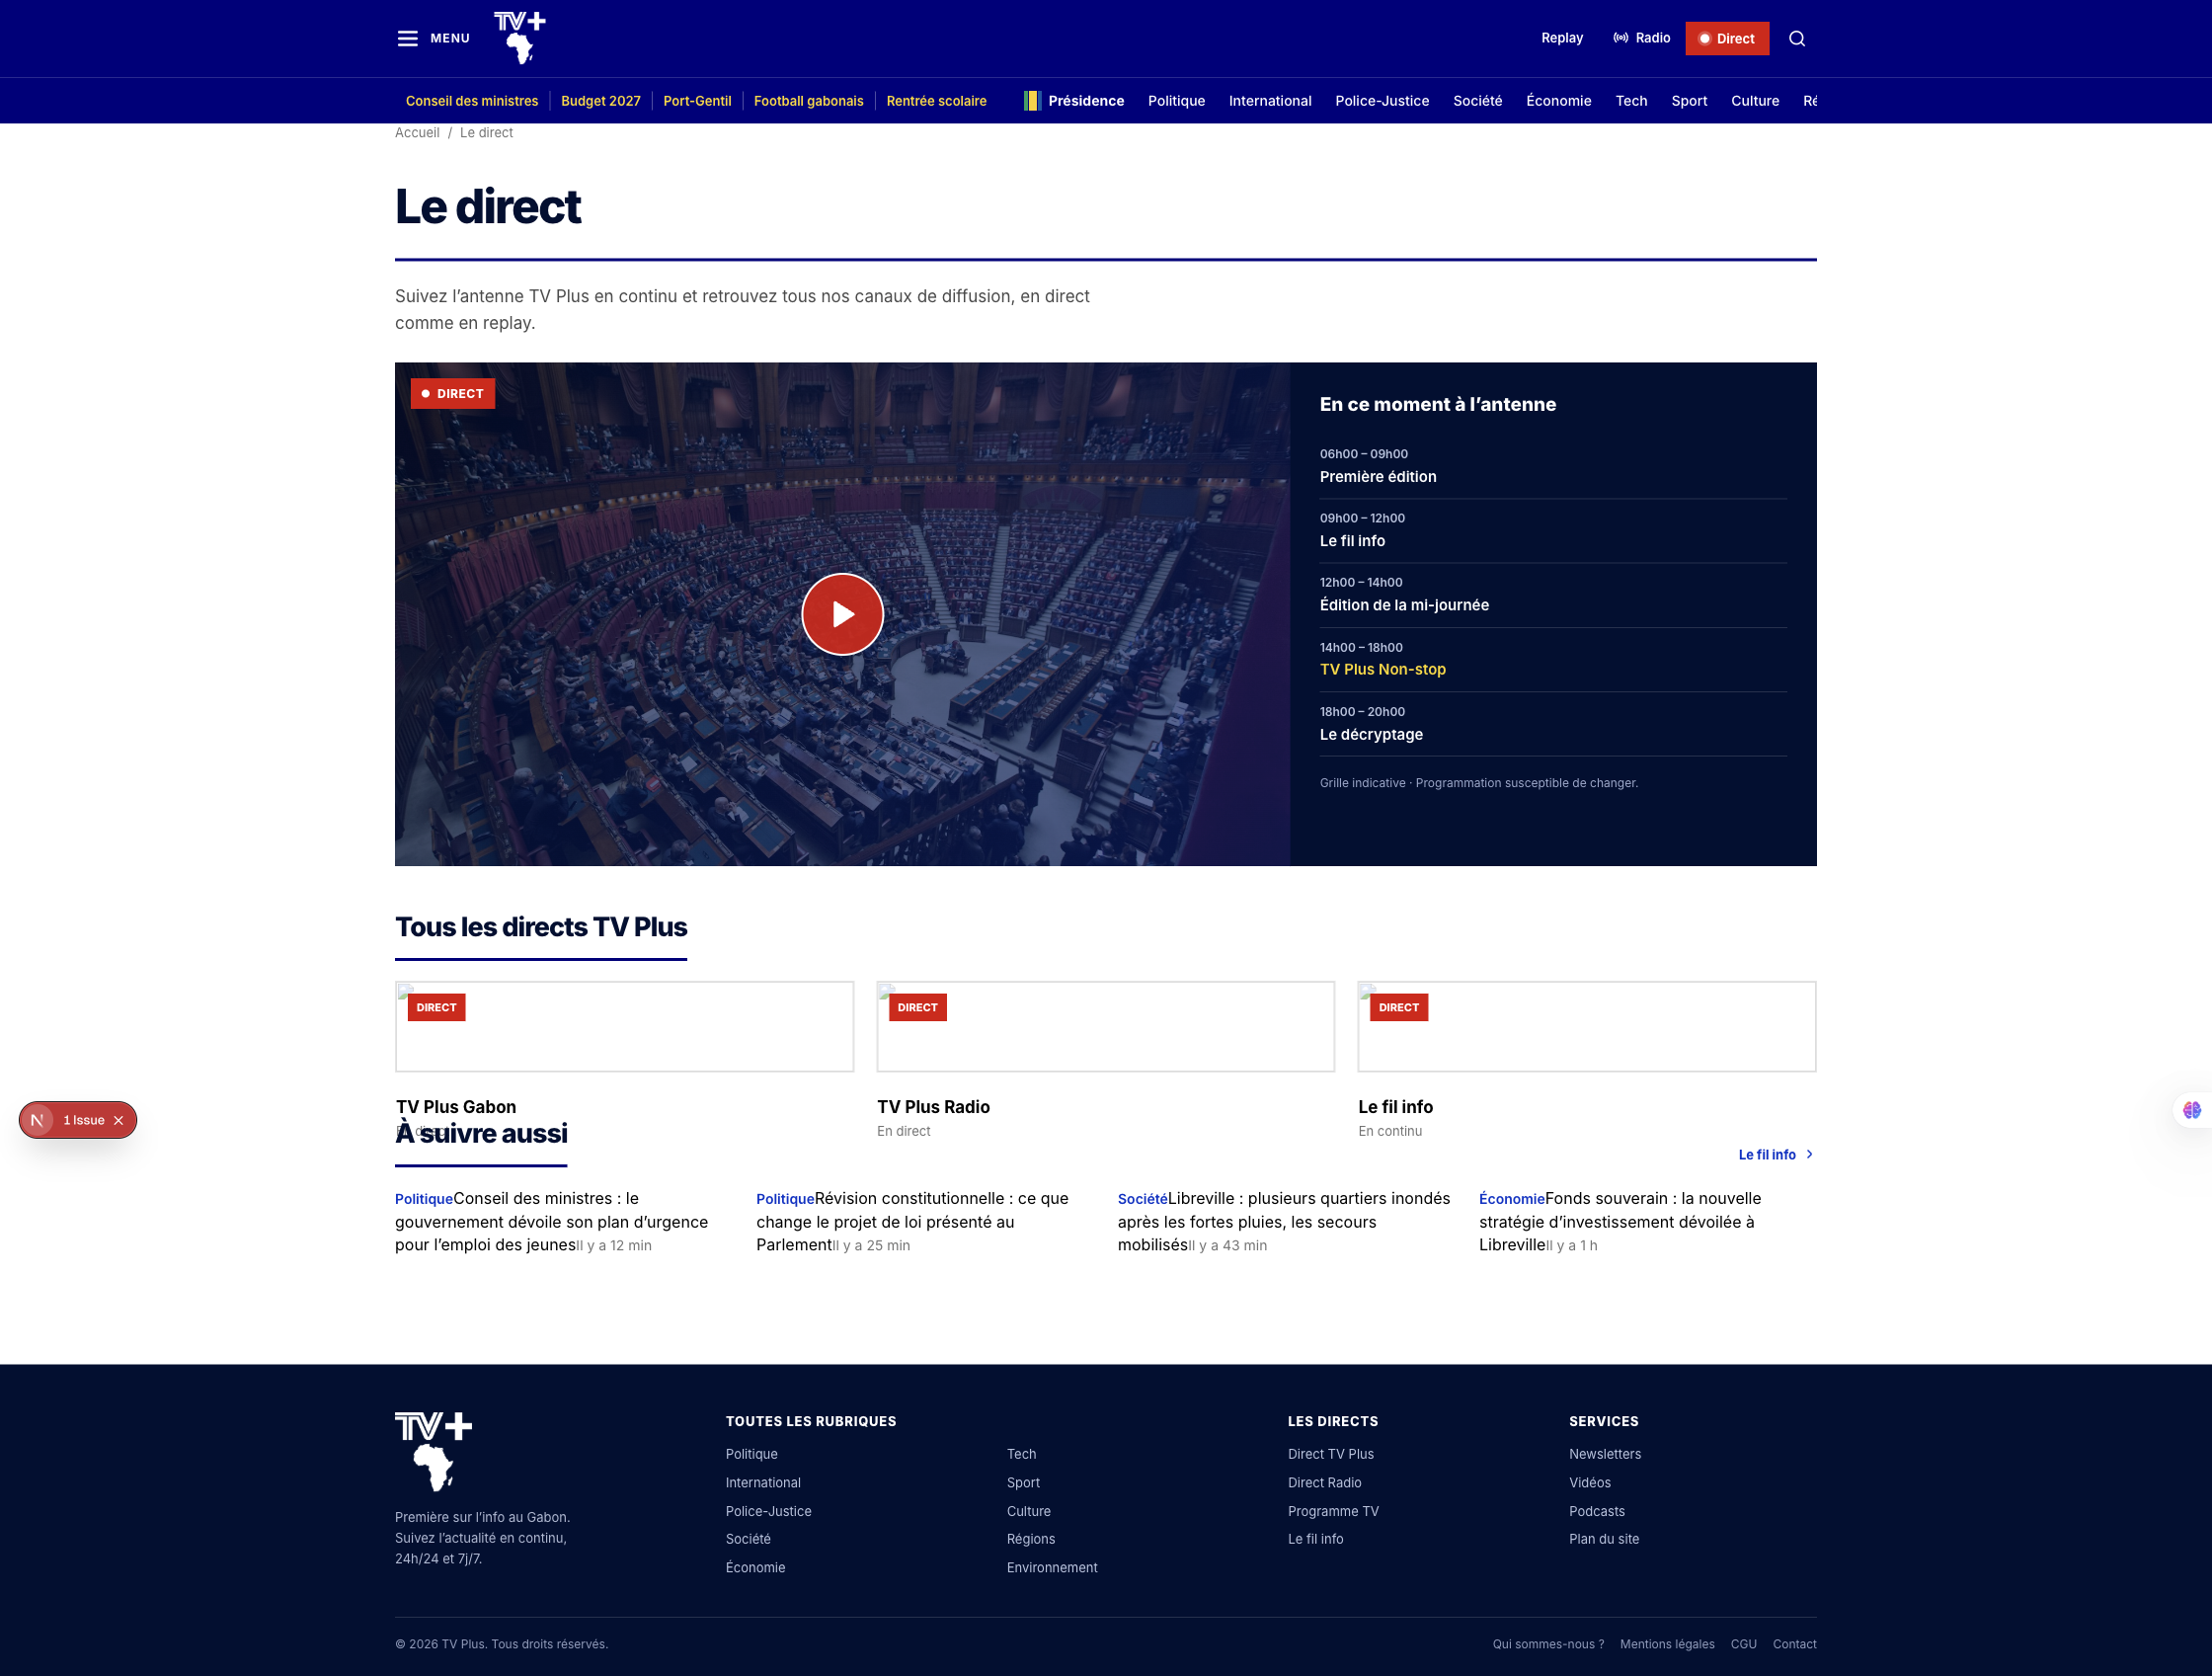 MENU
TV+
Replay
Radio
Direct
Conseil des ministres
Budget 2027
Port-Gentil
Football gabonais
Rentrée scolaire
Présidence
Politique
International
Police-Justice
Société
Économie
Tech
Sport
Culture
Ré
Accueil / Le direct
Le direct
Suivez l’antenne TV Plus en continu et retrouvez tous nos canaux de diffusion, en direct
comme en replay.
DIRECT
En ce moment à l’antenne
06h00 – 09h00
Première édition
09h00 – 12h00
Le fil info
12h00 – 14h00
Édition de la mi-journée
14h00 – 18h00
TV Plus Non-stop
18h00 – 20h00
Le décryptage
Grille indicative · Programmation susceptible de changer.
Tous les directs TV Plus
DIRECT
DIRECT
DIRECT
TV Plus Gabon
TV Plus Radio
En direct
Le fil info
En continu
À suivre aussi
Le fil info
PolitiqueConseil des ministres : le
gouvernement dévoile son plan d’urgence
pour l’emploi des jeunesIl y a 12 min
PolitiqueRévision constitutionnelle : ce que
change le projet de loi présenté au
ParlementIl y a 25 min
SociétéLibreville : plusieurs quartiers inondés
après les fortes pluies, les secours
mobilisésIl y a 43 min
ÉconomieFonds souverain : la nouvelle
stratégie d’investissement dévoilée à
LibrevilleIl y a 1 h
N 1 Issue
TV+
Première sur l’info au Gabon.
Suivez l’actualité en continu,
24h/24 et 7j/7.
TOUTES LES RUBRIQUES
Politique
International
Police-Justice
Société
Économie
Tech
Sport
Culture
Régions
Environnement
LES DIRECTS
Direct TV Plus
Direct Radio
Programme TV
Le fil info
SERVICES
Newsletters
Vidéos
Podcasts
Plan du site
© 2026 TV Plus. Tous droits réservés.
Qui sommes-nous ?
Mentions légales
CGU
Contact